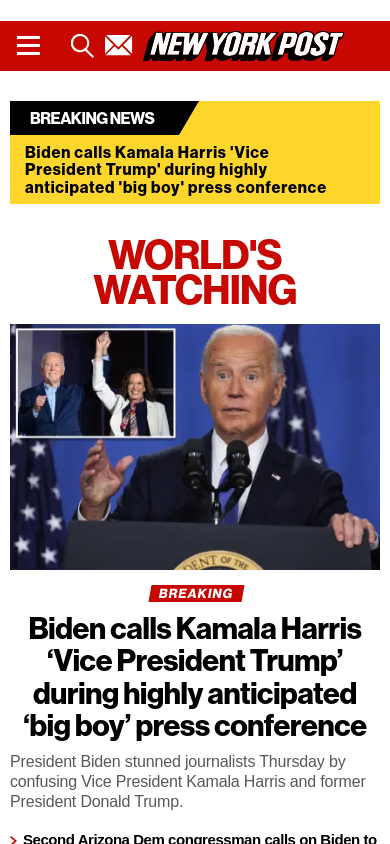 NEW YORK POST
BREAKING NEWS
Biden calls Kamala Harris 'Vice
President Trump' during highly
anticipated 'big boy' press conference
WORLD'S
WATCHING
DENT OF THE
BREAKING
Biden calls Kamala Harris
‘Vice President Trump’
during highly anticipated
‘big boy’ press conference
President Biden stunned journalists Thursday by
confusing Vice President Kamala Harris and former
President Donald Trump.
Second Arizona Dem congressman calls on Biden to